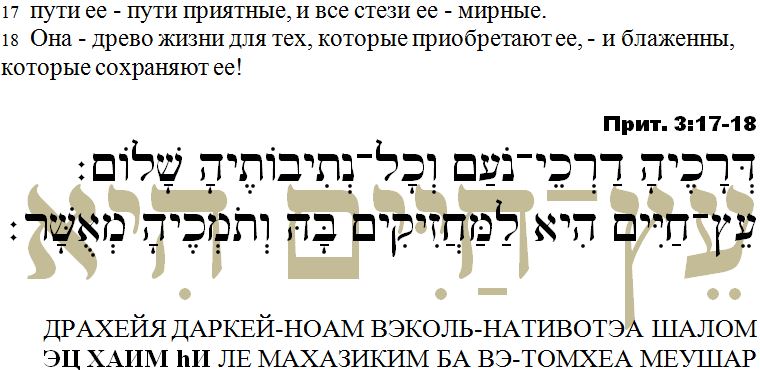 17 пути ее - пути приятные, и все стези ее - мирные.
18 Она - древо жизни для тех, которые приобретают ее, - и блаженны,
которые сохраняют ее!
Прит. 3:17-18
דְּרָכֶיהָ דַרְכֵי־נֹעַם וְכָל־נְתִיבוֹתֶיהָ שָׁלוֹם׃
עֵץ־חַיִּים הִיא לַמַּחֲזִיקִים בָּהּ וְתֹמְכֶיהָ מְאֻשָּׁר׃
עֵץ־חַיִּים הִיא
ДРАХЕЙЯ ДАРКЕЙ-НОАМ ВЭКОЛЬ-НАТИВОТЭА ШАЛОМ
ЭЦ ХАИМ hИ ЛЕ МАХАЗИКИМ БА ВЭ-ТОМХЕА МЕУШАР